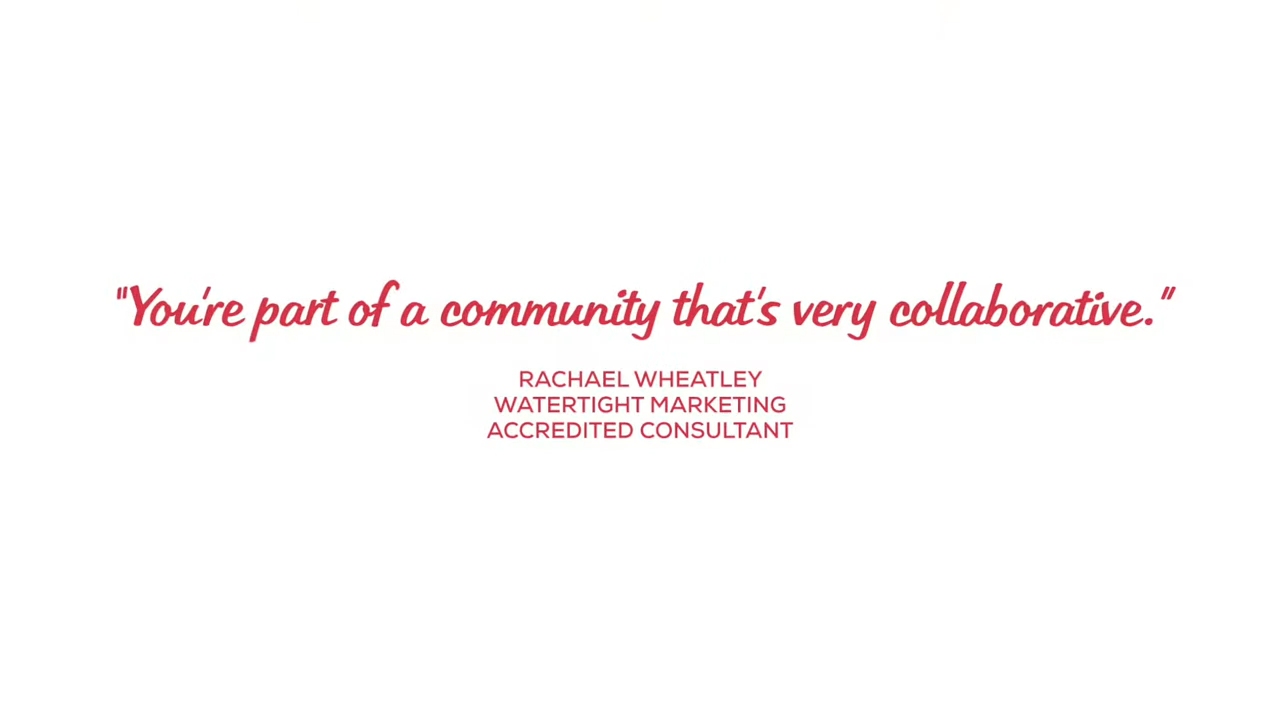 "You're part of a community that's very collaborative."
RACHAEL WHEATLEY
WATERTIGHT MARKETING
ACCREDITED CONSULTANT